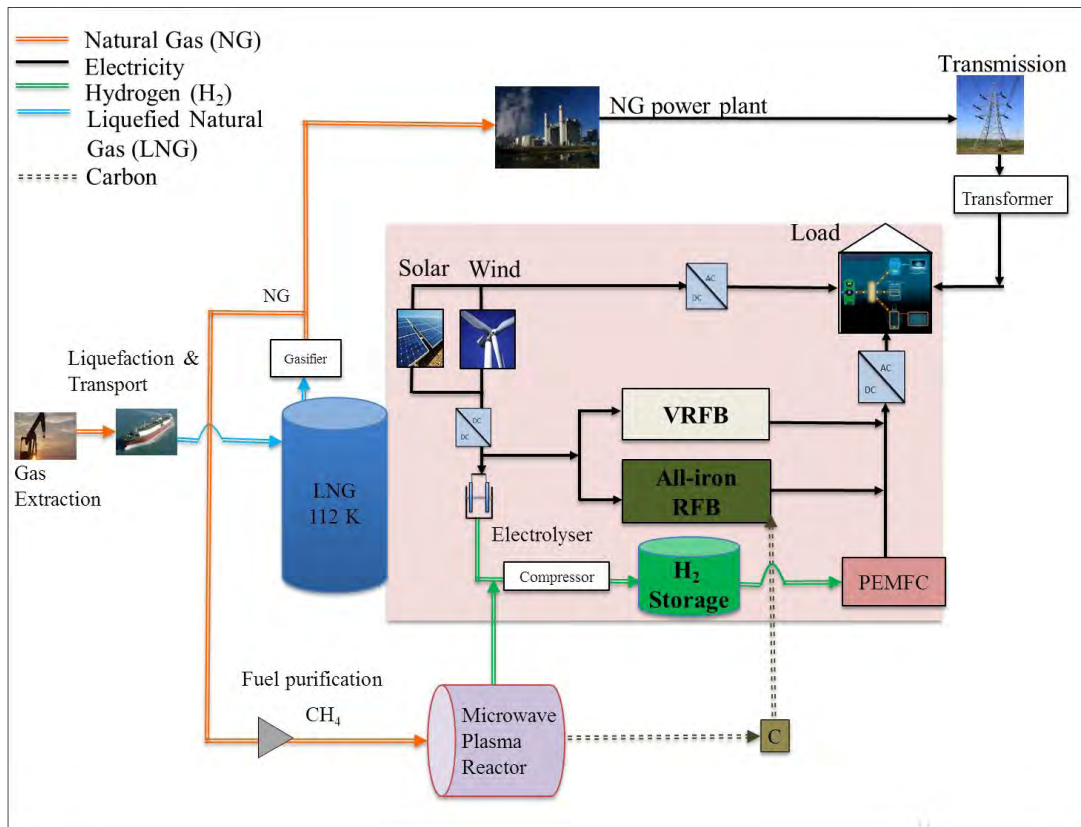 Natural Gas (NG)
Electricity
Hydrogen (H₂)
Liquefied Natural
Gas (LNG)
Carbon
NG power plant
Transmission
Transformer
Load
Solar
Wind
AC
DC
NG
Gasifier
Liquefaction &
Transport
Gas
Extraction
LNG
112 K
DC
DC
VRFB
All-iron
RFB
AC
DC
Electrolyser
Compressor
H₂
Storage
PEMFC
Fuel purification
CH₄
Microwave
Plasma
Reactor
C